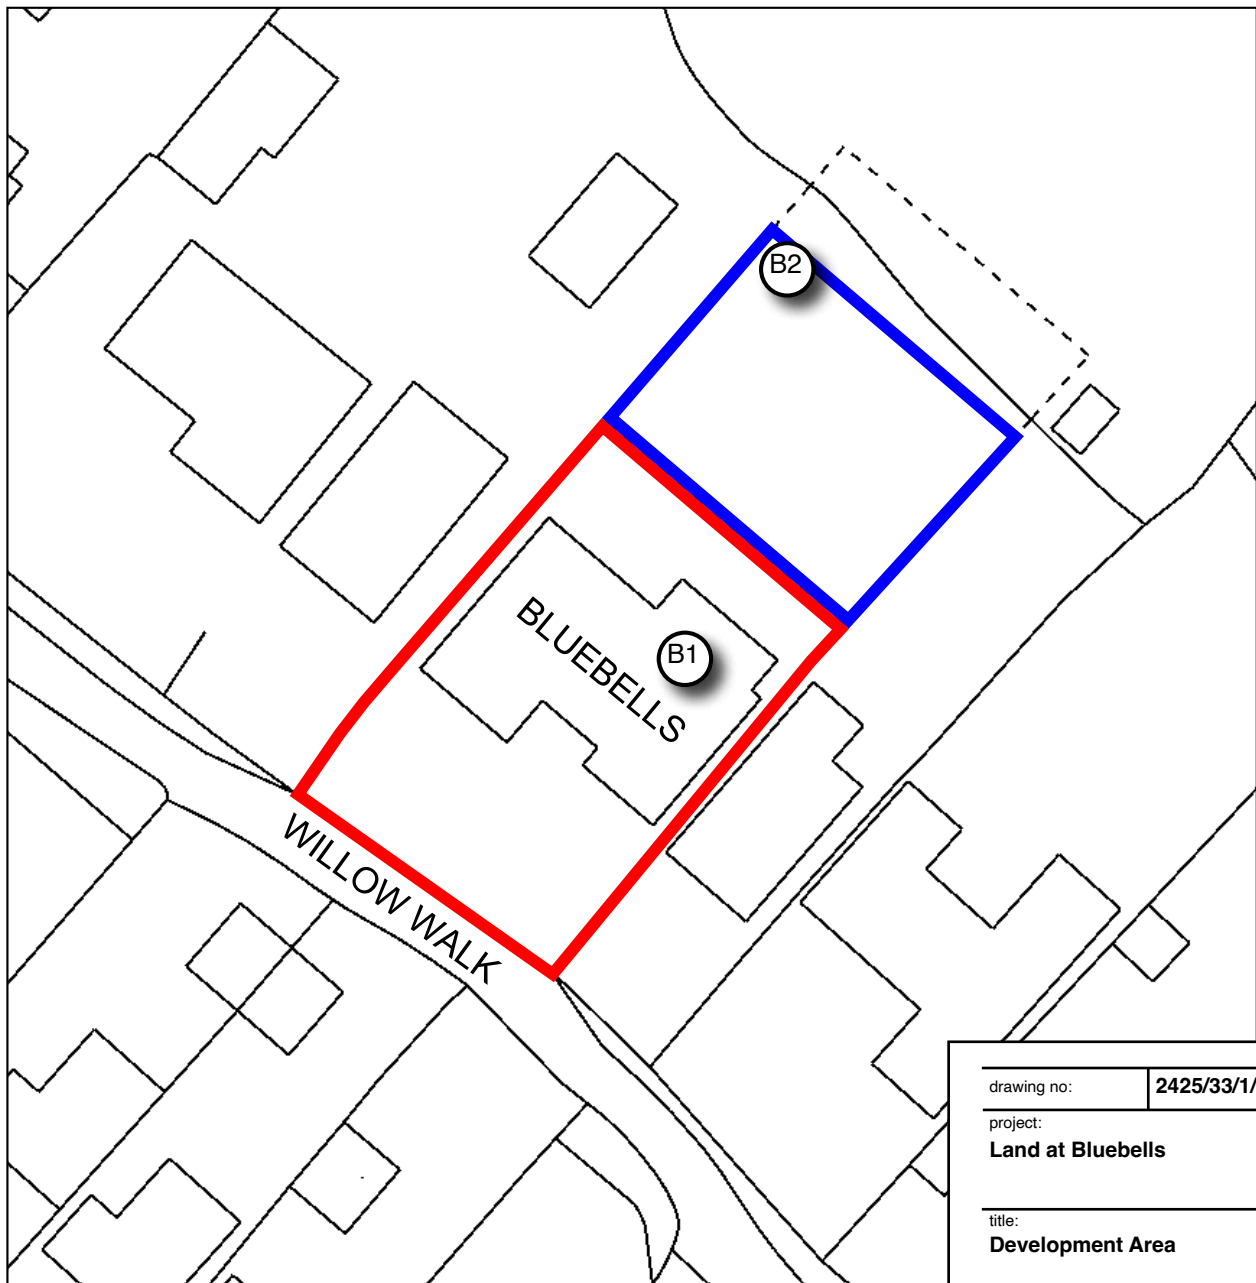 B2
BLUEBELLS
B1
WILLOW WALK
drawing no: 2425/33/1/
project:
Land at Bluebells
title:
Development Area